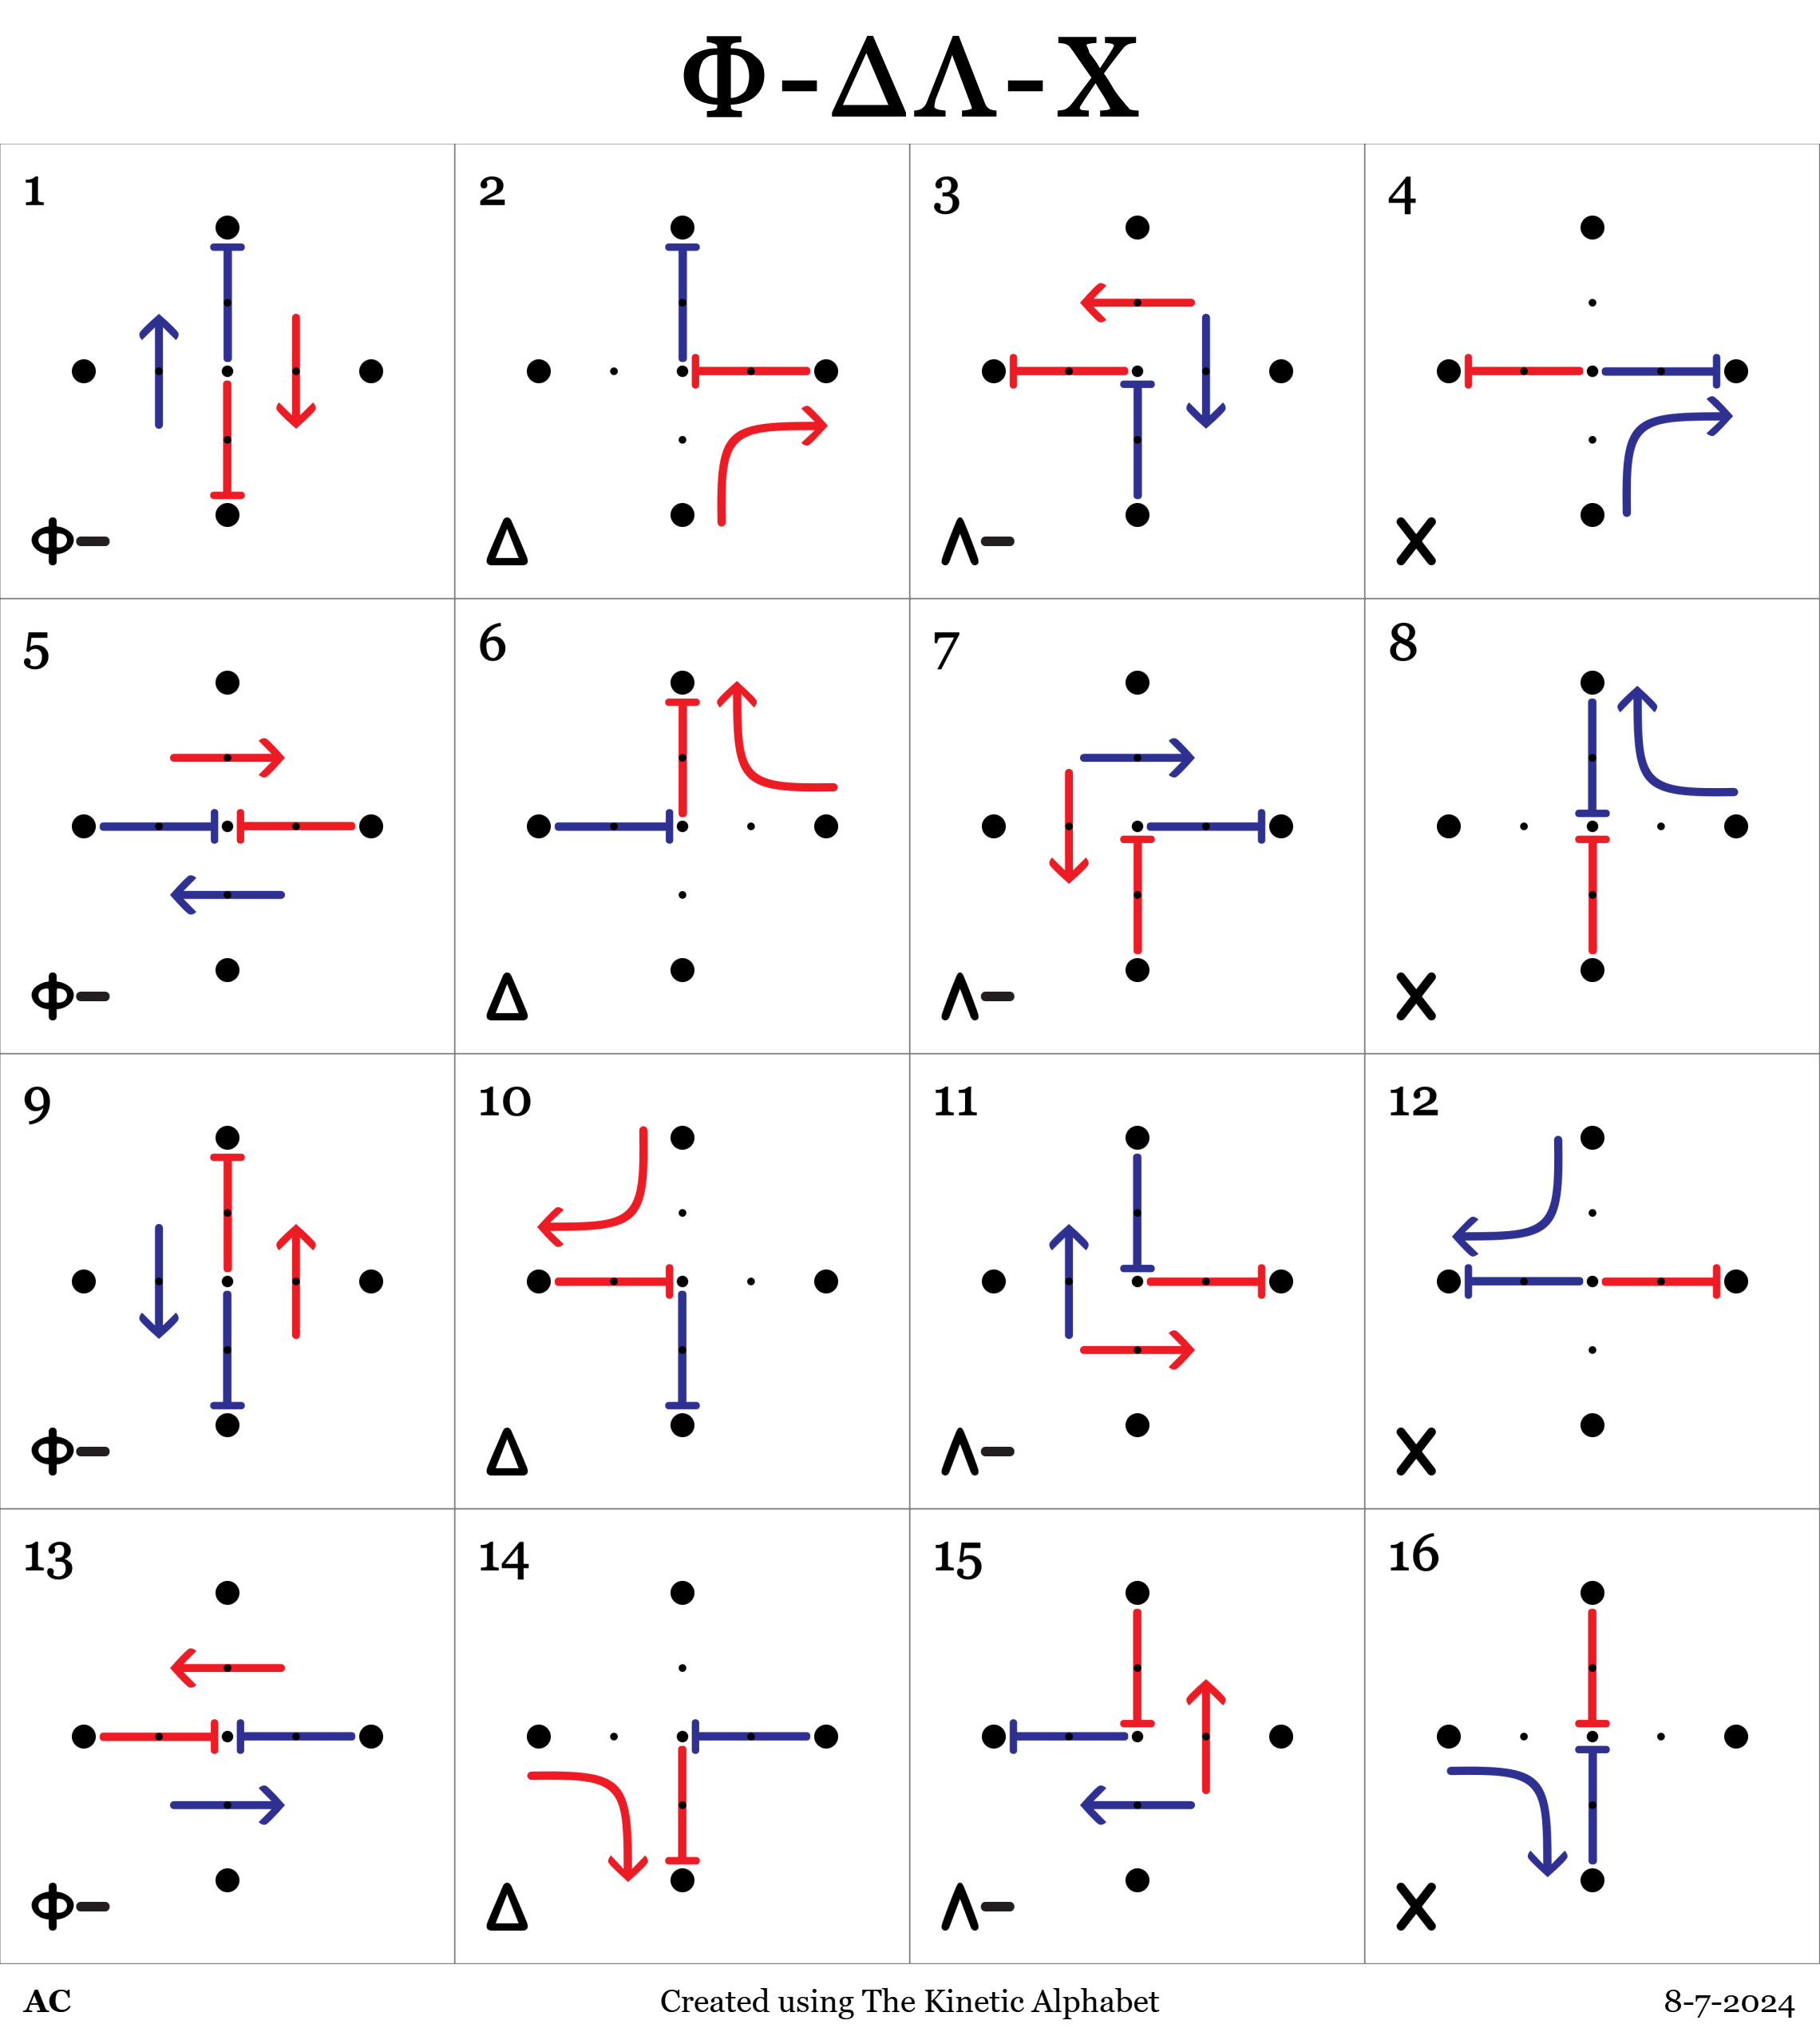 Φ-ΔΛ-X
1 2 3 4
Φ- Δ Λ- X
5 6 7 8
Φ- Δ Λ- X
9 10 11 12
Φ- Δ Λ- X
13 14 15 16
Φ- Δ Λ- X
AC Created using The Kinetic Alphabet 8-7-2024